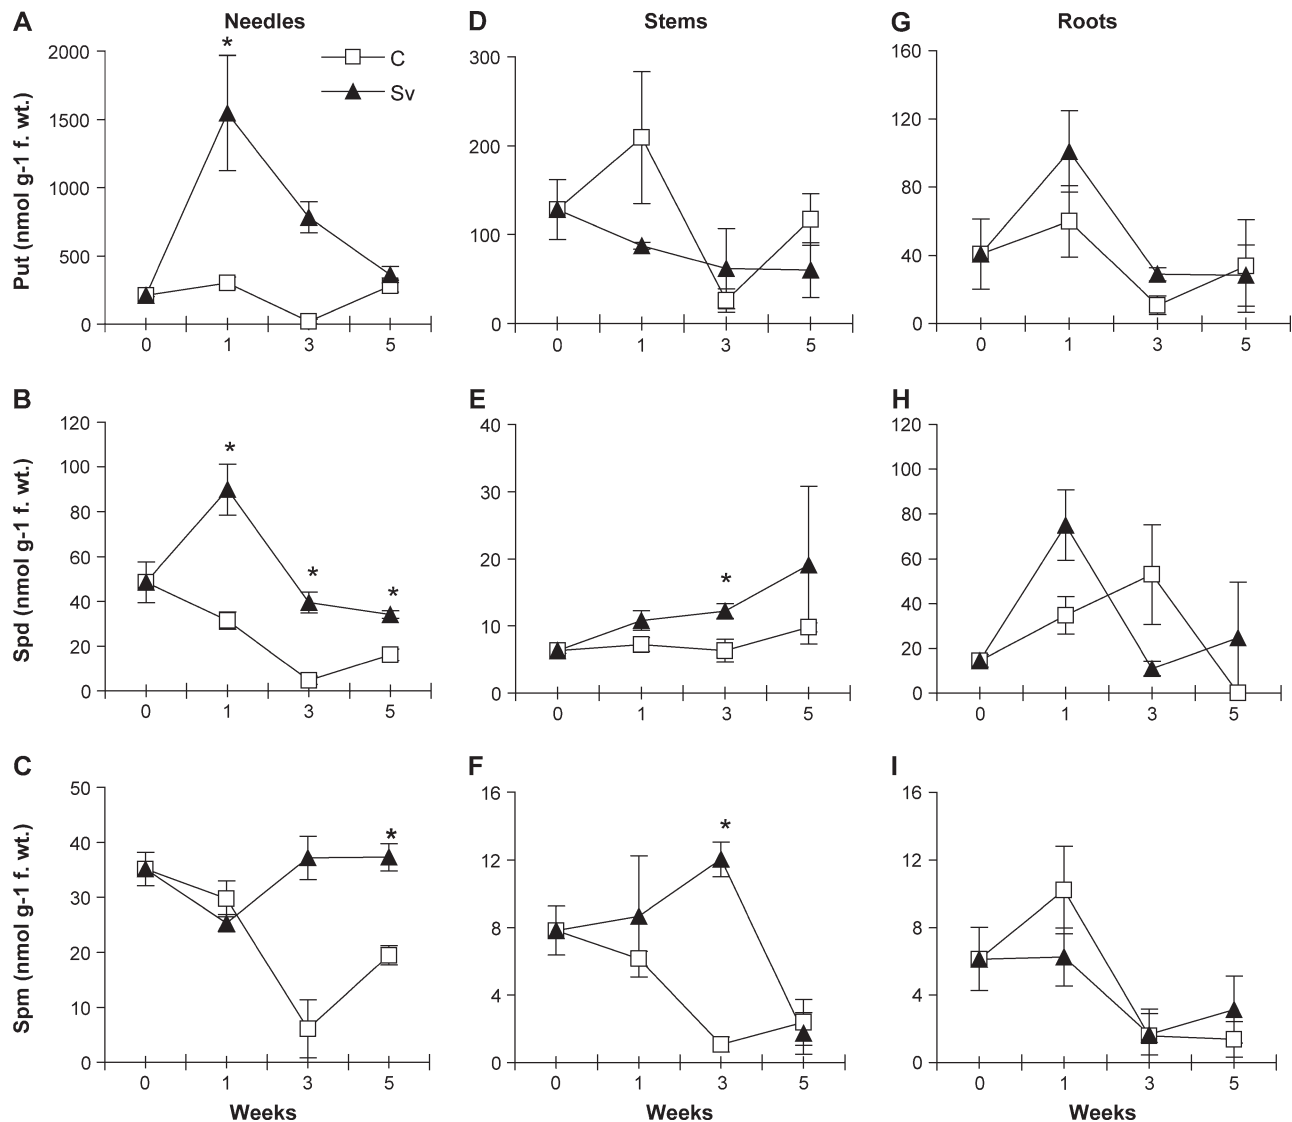 A Needles
D Stems
G Roots
Put (nmol g-1 f. wt.)
2000
1500
1000
500
0
0 1 3 5
*
C
Sv
300
200
100
0
0 1 3 5
160
120
80
40
0
0 1 3 5
B
E
H
Spd (nmol g-1 f. wt.)
120
100
80
60
40
20
0
0 1 3 5
* * *
40
30
20
10
0
0 1 3 5
*
120
100
80
60
40
20
0
0 1 3 5
C
F
I
Spm (nmol g-1 f. wt.)
50
40
30
20
10
0
0 1 3 5
*
Weeks
16
12
8
4
0
0 1 3 5
*
Weeks
16
12
8
4
0
0 1 3 5
Weeks